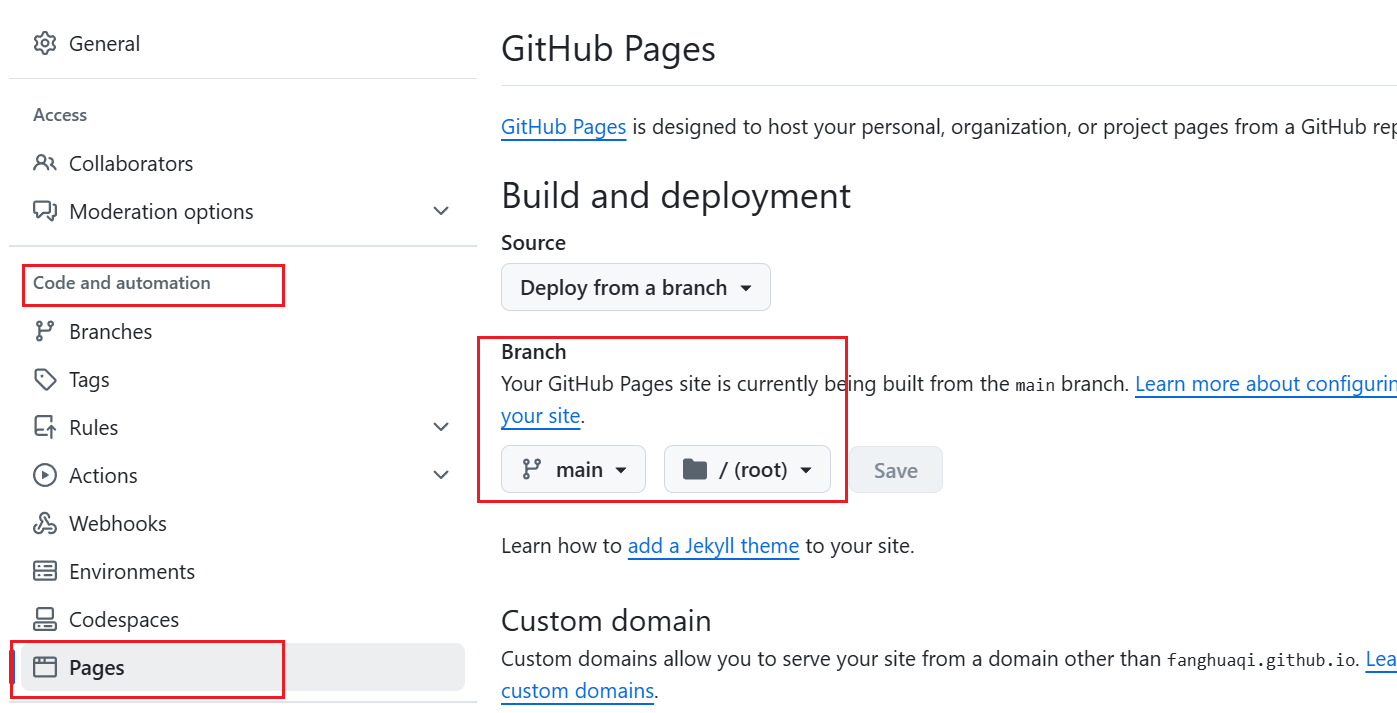 General
Access
Collaborators
Moderation options
Code and automation
Branches
Tags
Rules
Actions
Webhooks
Environments
Codespaces
Pages
GitHub Pages
GitHub Pages is designed to host your personal, organization, or project pages from a GitHub rep
Build and deployment
Source
Deploy from a branch
Branch
Your GitHub Pages site is currently being built from the main branch. Learn more about configurin
your site.
main
/ (root)
Save
Learn how to add a Jekyll theme to your site.
Custom domain
Custom domains allow you to serve your site from a domain other than fanghuaqi.github.io. Lea
custom domains.